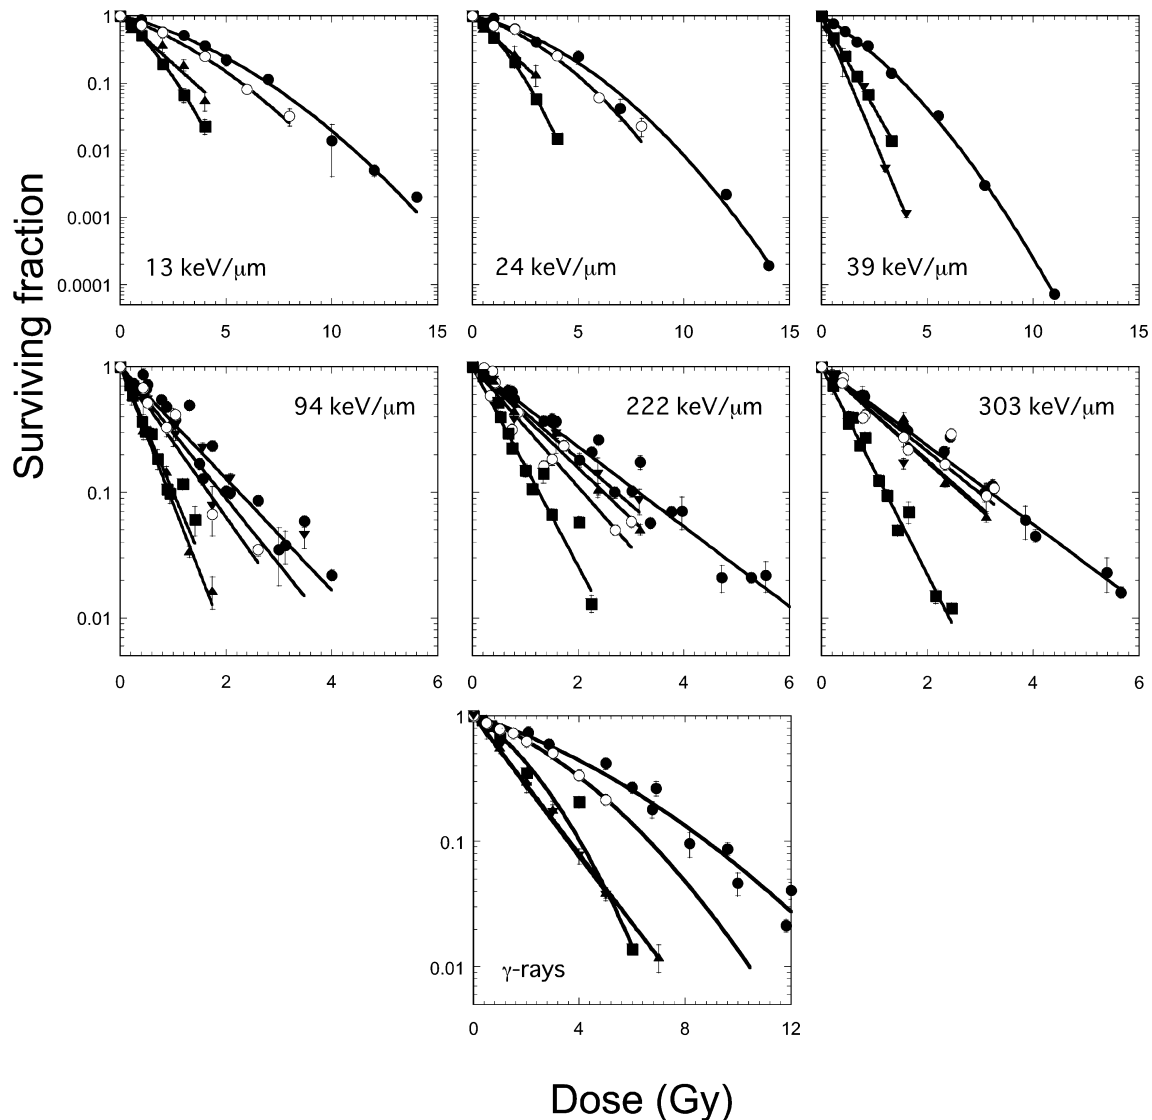 Surviving fraction
1
0.1
0.01
0.001
0.0001
13 keV/μm
0 5 10 15
24 keV/μm
0 5 10 15
39 keV/μm
0 5 10 15
1
0.1
0.01
94 keV/μm
0 2 4 6
222 keV/μm
0 2 4 6
303 keV/μm
0 2 4 6
1
0.1
0.01
γ-rays
0 4 8 12
Dose (Gy)